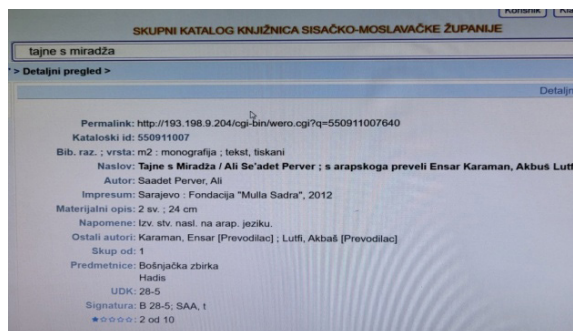 Korisnik
SKUPNI KATALOG KNJIŽNICA SISAČKO-MOSLAVAČKE ŽUPANIJE
tajne s miradža
> Detaljni pregled >
Detaljn
Permalink: http://193.198.9.204/cgi-bin/wero.cgi?q=550911007640
Kataloški id: 550911007
Bib. raz. ; vrsta: m2 : monografija ; tekst, tiskani
Naslov: Tajne s Miradža / Ali Se'adet Perver ; s arapskoga preveli Ensar Karaman, Akbuš Lutf
Autor: Saadet Perver, Ali
Impresum: Sarajevo : Fondacija "Mulla Sadra", 2012
Materijalni opis: 2 sv. ; 24 cm
Napomene: Izv. stv. nasl. na arap. jeziku.
Ostali autori: Karaman, Ensar [Prevodilac] ; Lutfi, Akbaš [Prevodilac]
Skup od: 1
Predmetnice: Bošnjačka zbirka
Hadis
UDK: 28-5
Signatura: B 28-5; SAA, t
★☆☆☆☆: 2 od 10